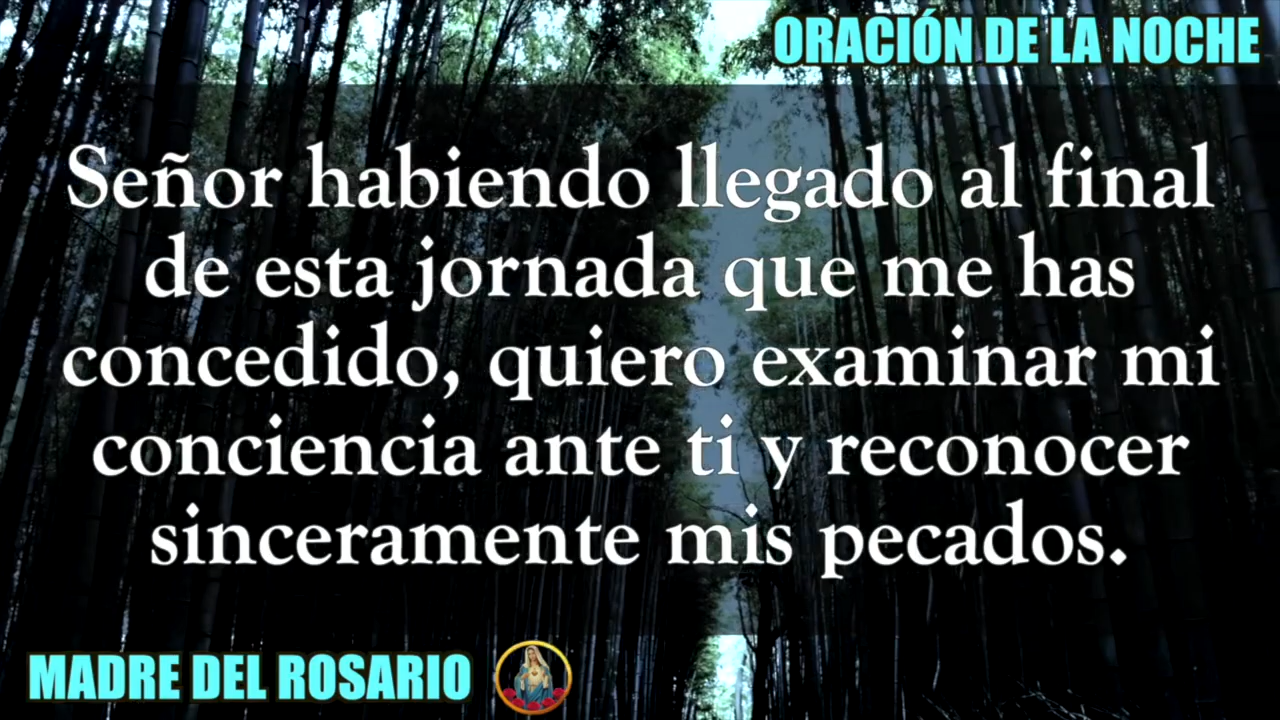 ORACIÓN DE LA NOCHE
Señor habiendo llegado al final
de esta jornada que me has
concedido, quiero examinar mi
conciencia ante ti y reconocer
sinceramente mis pecados.
MADRE DEL ROSARIO